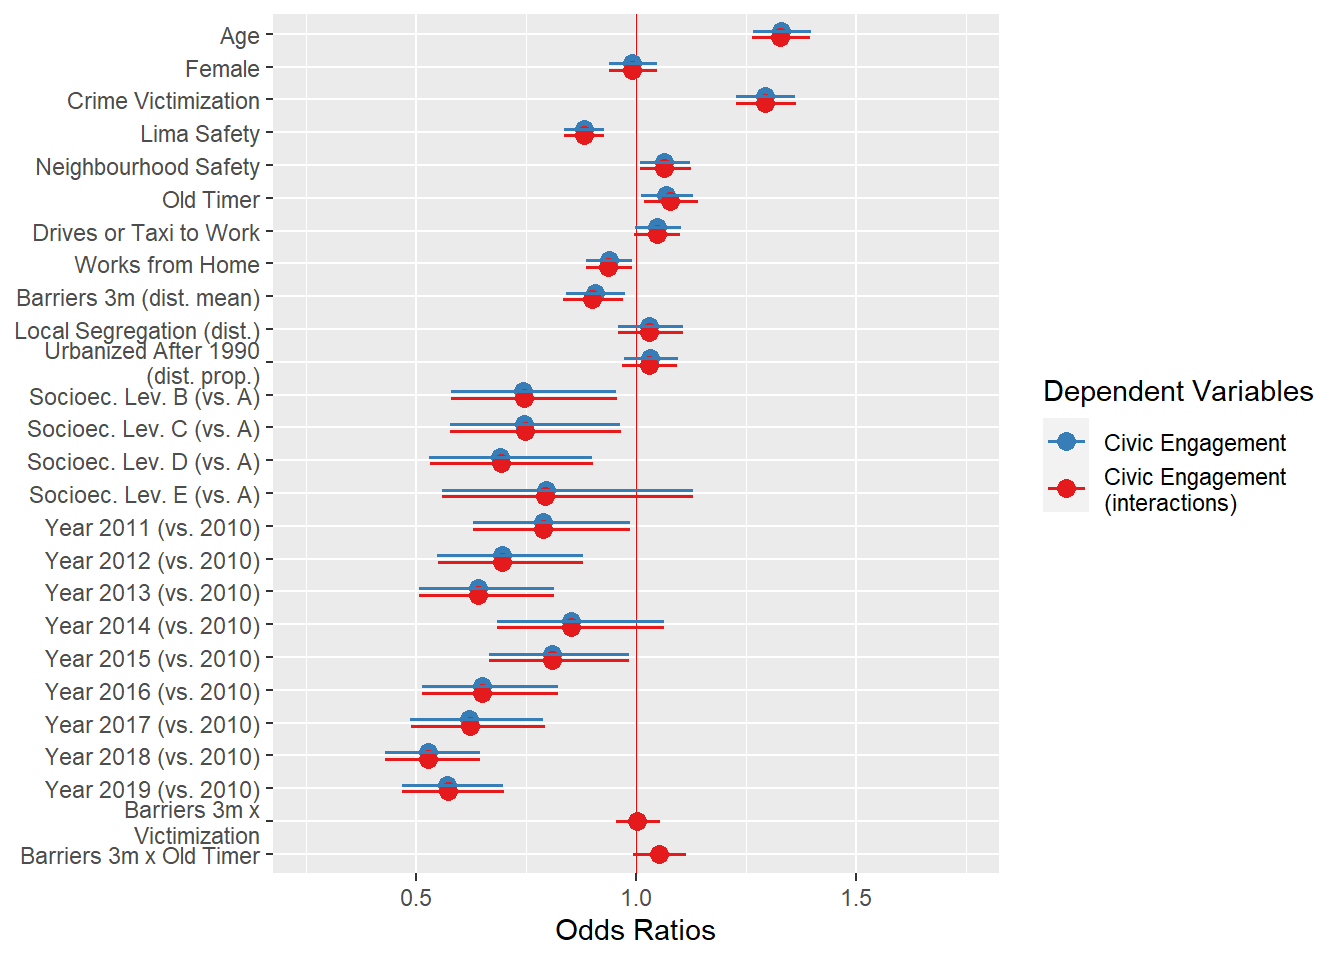 Age
Female
Crime Victimization
Lima Safety
Neighbourhood Safety
Old Timer
Drives or Taxi to Work
Works from Home
Barriers 3m (dist. mean)
Local Segregation (dist.)
Urbanized After 1990
(dist. prop.)
Socioec. Lev. B (vs. A)
Socioec. Lev. C (vs. A)
Socioec. Lev. D (vs. A)
Socioec. Lev. E (vs. A)
Year 2011 (vs. 2010)
Year 2012 (vs. 2010)
Year 2013 (vs. 2010)
Year 2014 (vs. 2010)
Year 2015 (vs. 2010)
Year 2016 (vs. 2010)
Year 2017 (vs. 2010)
Year 2018 (vs. 2010)
Year 2019 (vs. 2010)
Barriers 3m x
Victimization
Barriers 3m x Old Timer
0.5 1.0 1.5
Odds Ratios
Dependent Variables
Civic Engagement
Civic Engagement
(interactions)